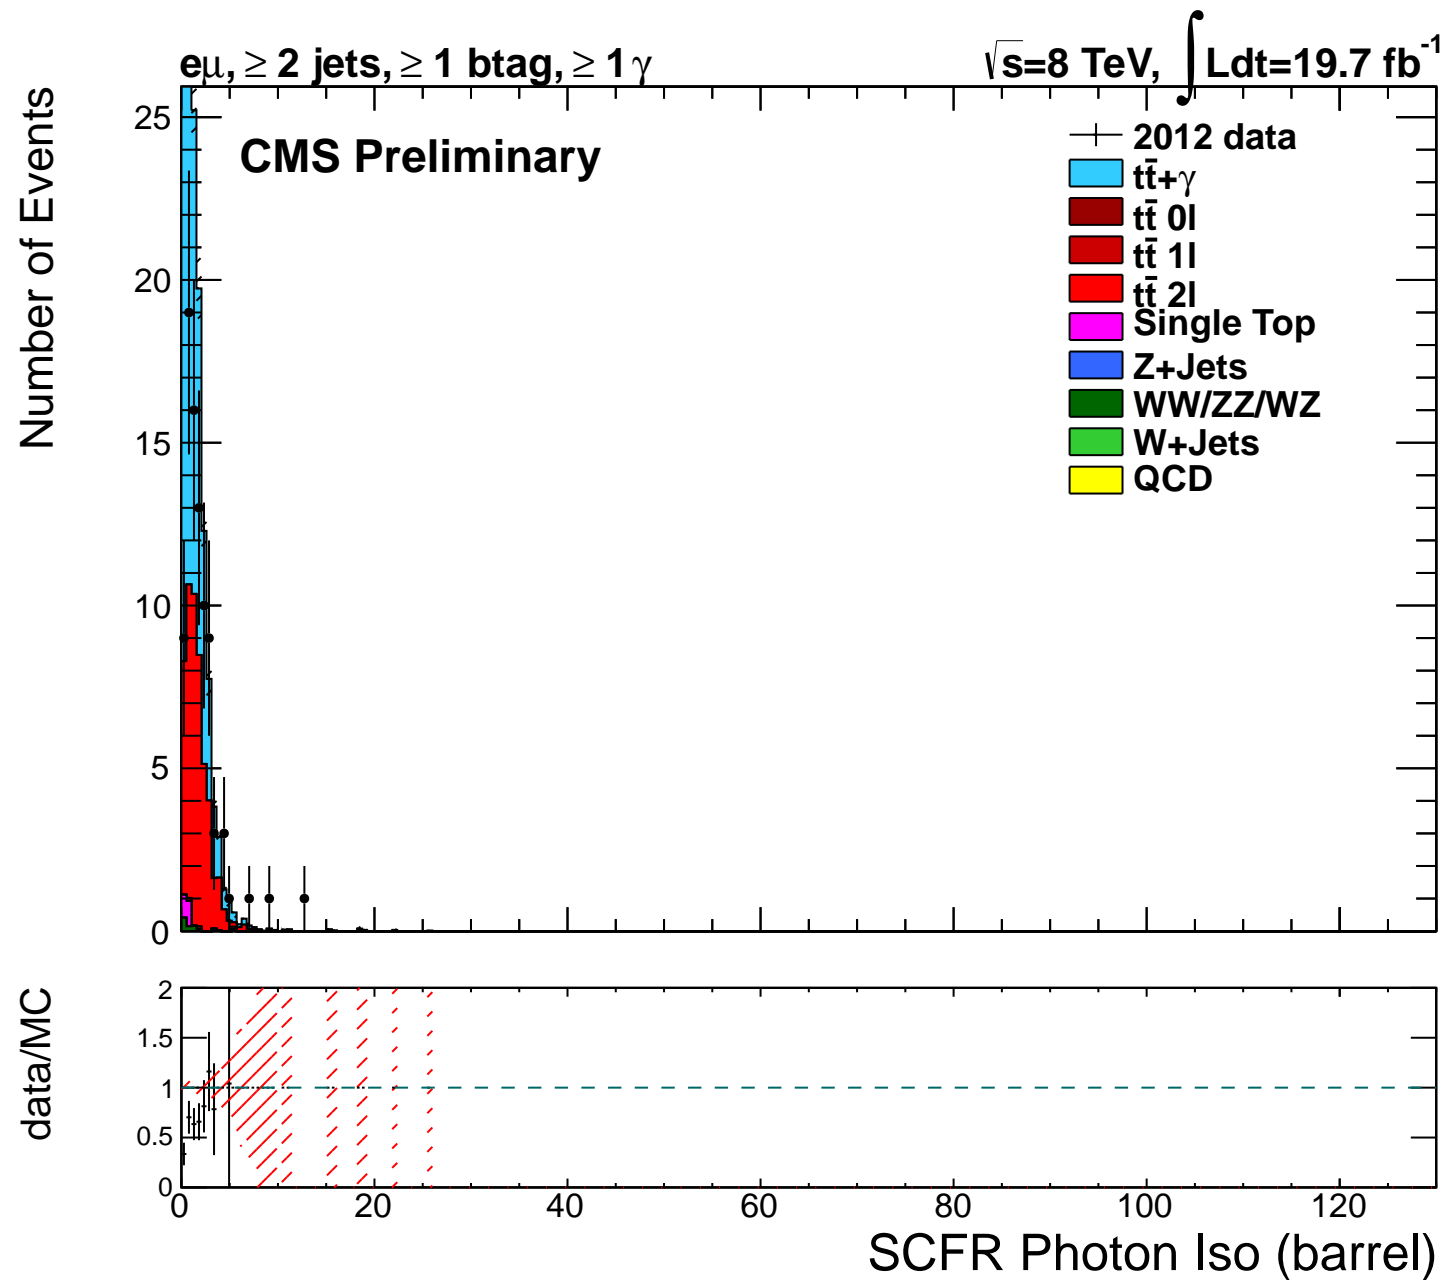 eμ, ≥ 2 jets, ≥ 1 btag, ≥ 1 γ
√s=8 TeV, ∫Ldt=19.7 fb⁻¹
CMS Preliminary
Number of Events
25
20
15
10
5
0
2012 data
tt̄+γ
tt̄ 0l
tt̄ 1l
tt̄ 2l
Single Top
Z+Jets
WW/ZZ/WZ
W+Jets
QCD
data/MC
2
1.5
1
0.5
0
0 20 40 60 80 100 120
SCFR Photon Iso (barrel)